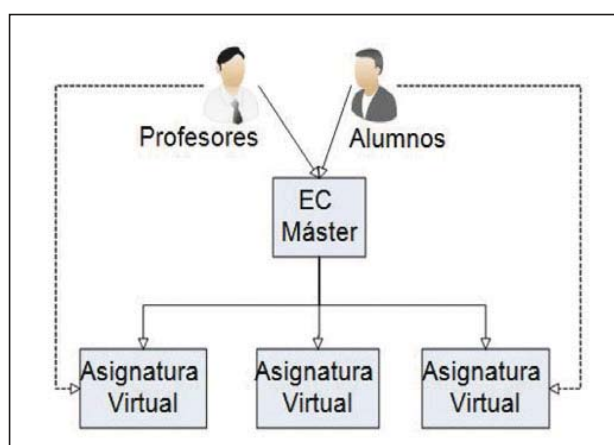 Profesores
Alumnos
EC
Máster
Asignatura
Virtual
Asignatura
Virtual
Asignatura
Virtual